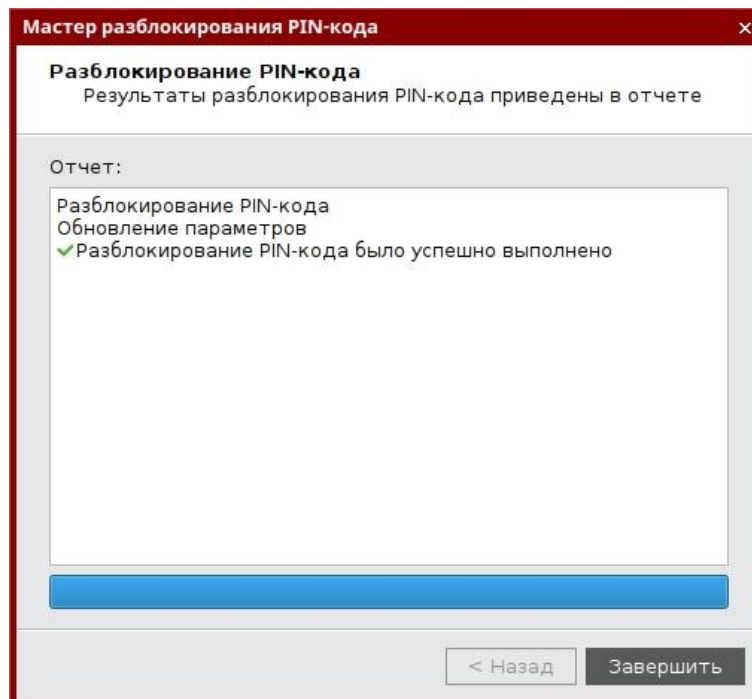 Мастер разблокирования PIN-кода
Разблокирование PIN-кода
Результаты разблокирования PIN-кода приведены в отчете
Отчет:
Разблокирование PIN-кода
Обновление параметров
Разблокирование PIN-кода было успешно выполнено
< Назад
Завершить